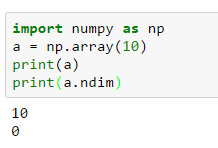 import numpy as np
a = np.array(10)
print(a)
print(a.ndim)
10
0